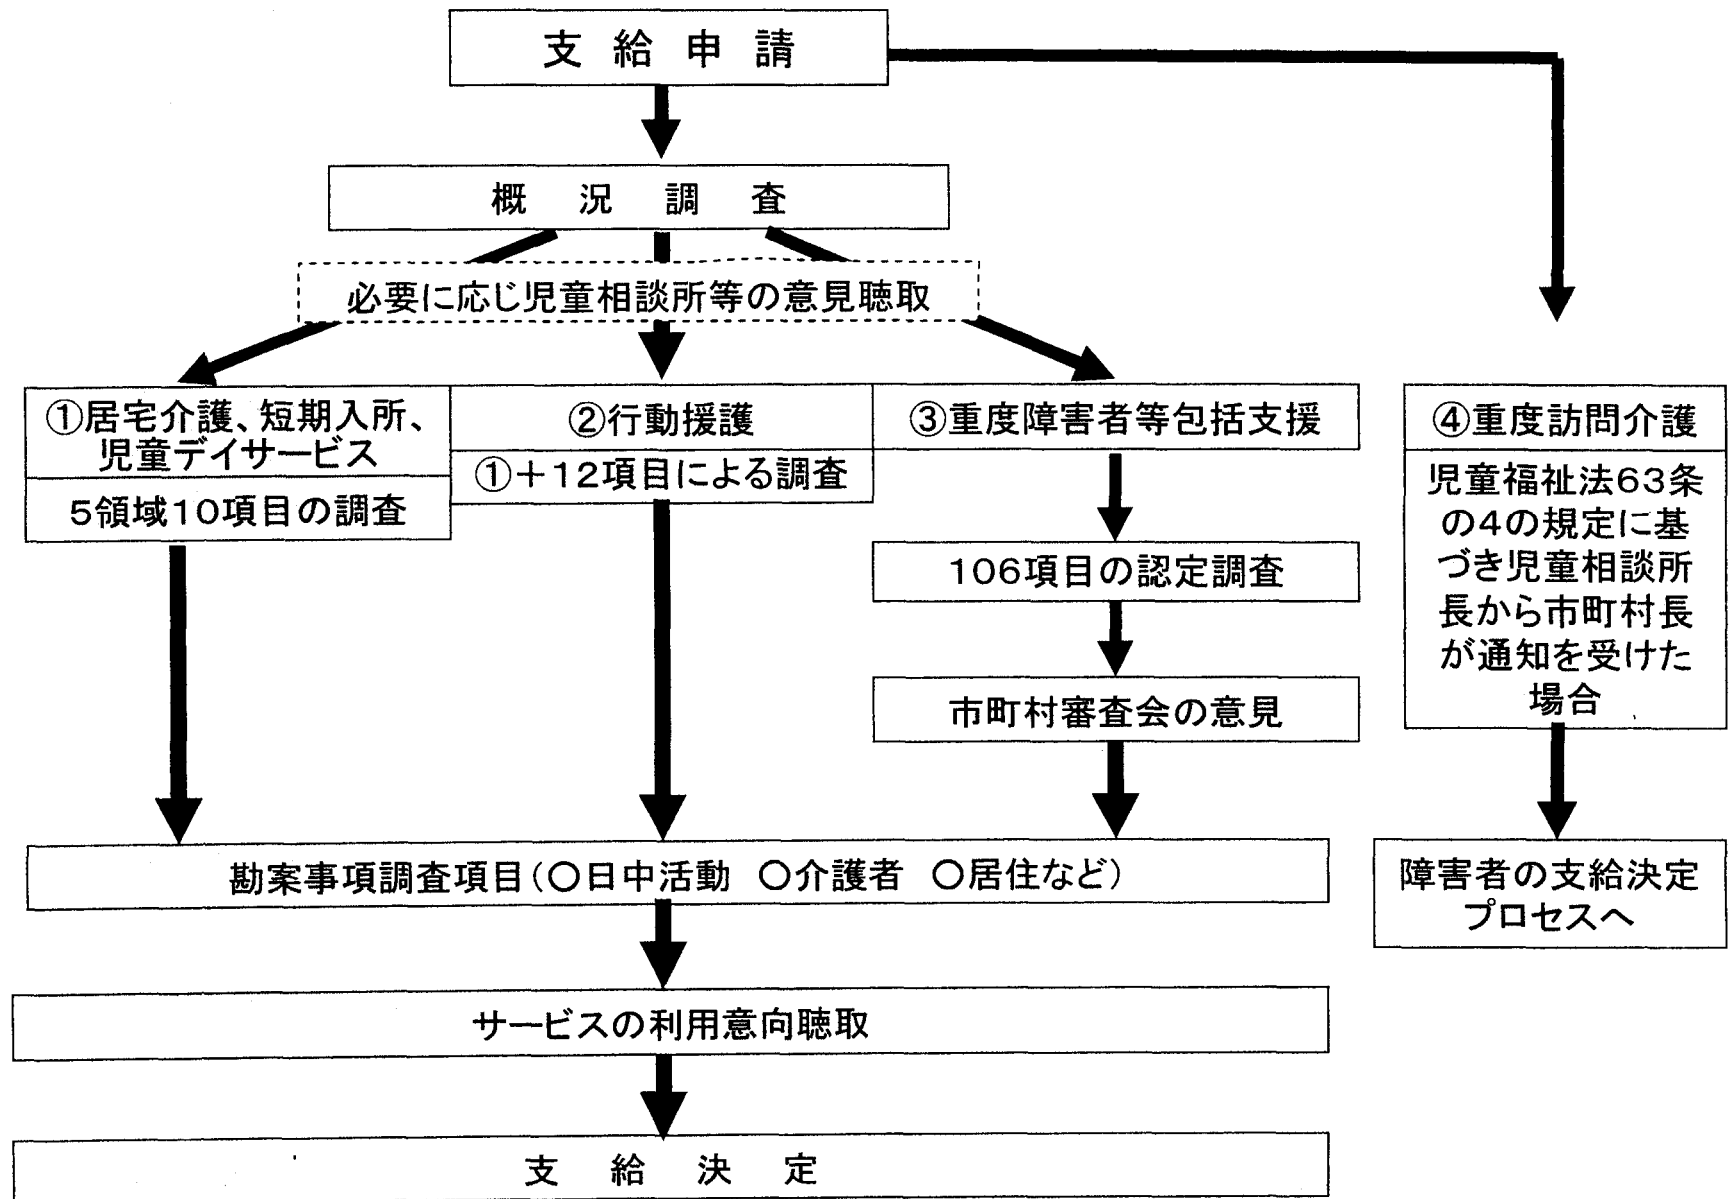 支給申請
概況調査
必要に応じ児童相談所等の意見聴取
①居宅介護、短期入所、
児童デイサービス
5領域10項目の調査
②行動援護
①＋12項目による調査
③重度障害者等包括支援
106項目の認定調査
市町村審査会の意見
④重度訪問介護
児童福祉法63条
の4の規定に基
づき児童相談所
長から市町村長
が通知を受けた
場合
勘案事項調査項目（○日中活動 ○介護者 ○居住など）
障害者の支給決定
プロセスへ
サービスの利用意向聴取
支給決定